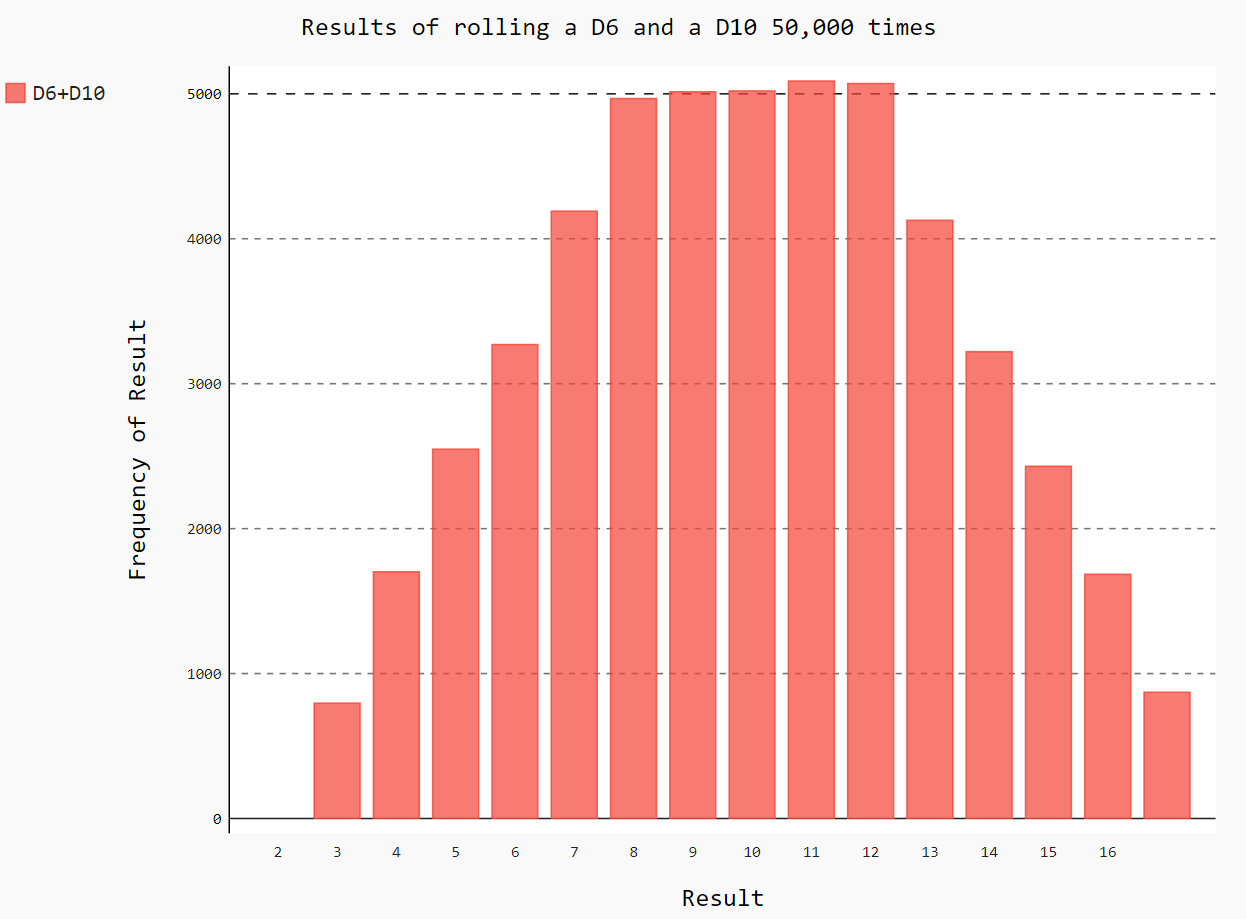 Results of rolling a D6 and a D10 50,000 times
D6+D10
5000
4000
3000
2000
1000
0
Frequency of Result
2 3 4 5 6 7 8 9 10 11 12 13 14 15 16
Result